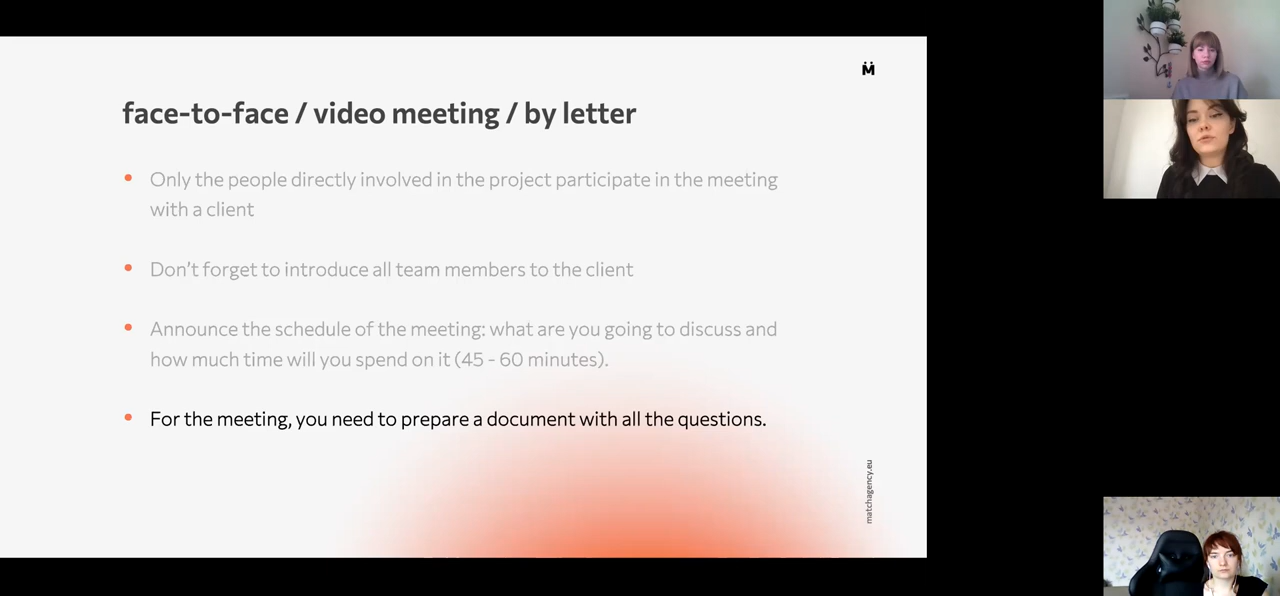 M̈
face-to-face / video meeting / by letter
Only the people directly involved in the project participate in the meeting
with a client
Don't forget to introduce all team members to the client
Announce the schedule of the meeting: what are you going to discuss and
how much time will you spend on it (45 - 60 minutes).
For the meeting, you need to prepare a document with all the questions.
matchagency.eu